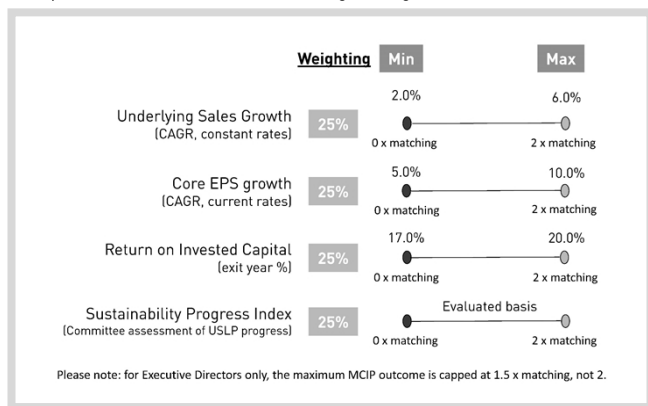 Weighting Min Max
2.0% 6.0%
Underlying Sales Growth
(CAGR, constant rates)
25%
0 x matching 2 x matching
5.0% 10.0%
Core EPS growth
(CAGR, current rates)
25%
0 x matching 2 x matching
17.0% 20.0%
Return on Invested Capital
(exit year %)
25%
0 x matching 2 x matching
Evaluated basis
Sustainability Progress Index
(Committee assessment of USLP progress)
25%
0 x matching 2 x matching
Please note: for Executive Directors only, the maximum MCIP outcome is capped at 1.5 x matching, not 2.